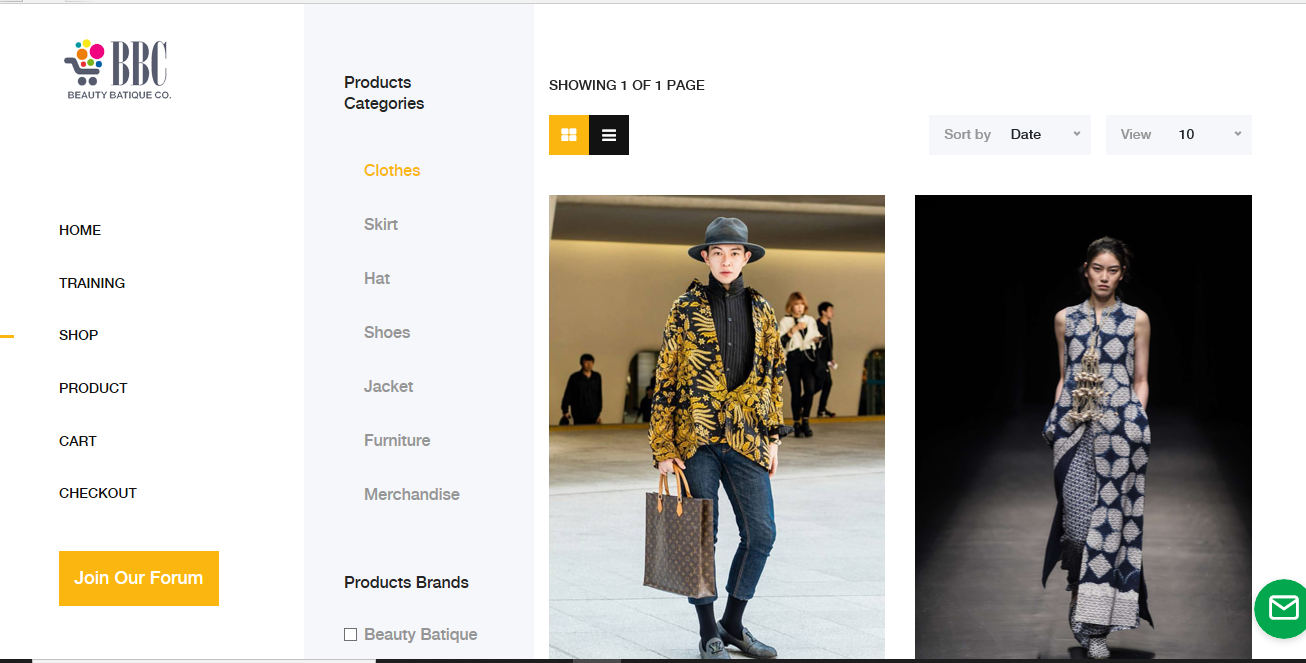 BBC
BEAUTY BATIQUE CO.
HOME
TRAINING
SHOP
PRODUCT
CART
CHECKOUT
Join Our Forum
Products
Categories
Clothes
Skirt
Hat
Shoes
Jacket
Furniture
Merchandise
Products Brands
Beauty Batique
SHOWING 1 OF 1 PAGE
Sort by Date
View 10